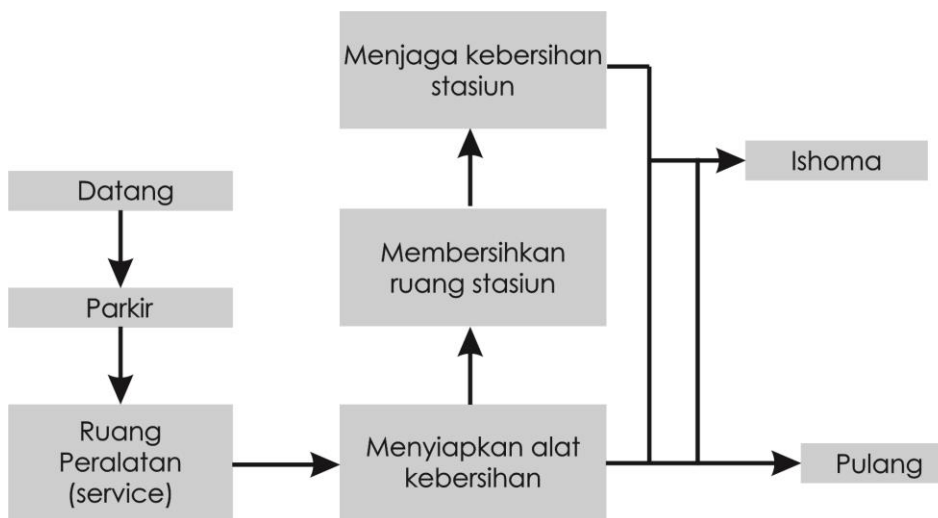 Datang
Parkir
Ruang
Peralatan
(service)
Menyiapkan alat
kebersihan
Membersihkan
ruang stasiun
Menjaga kebersihan
stasiun
Ishoma
Pulang